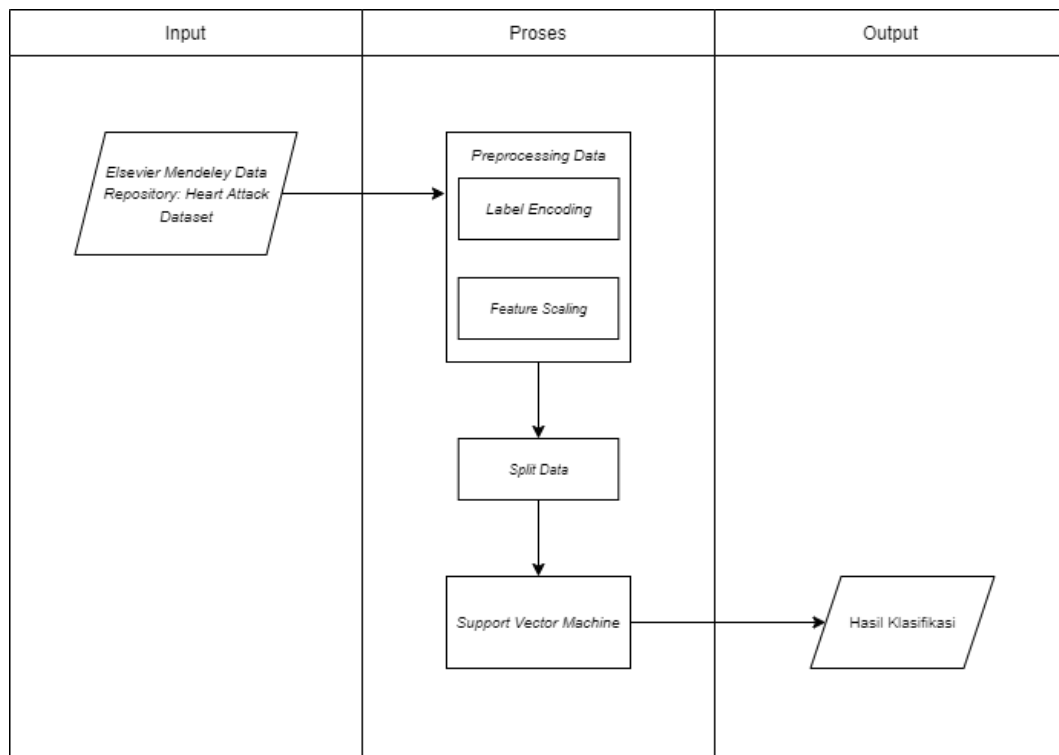 Input
Proses
Output
Elsevier Mendeley Data
Repository: Heart Attack
Dataset
Preprocessing Data
Label Encoding
Feature Scaling
Split Data
Support Vector Machine
Hasil Klasifikasi